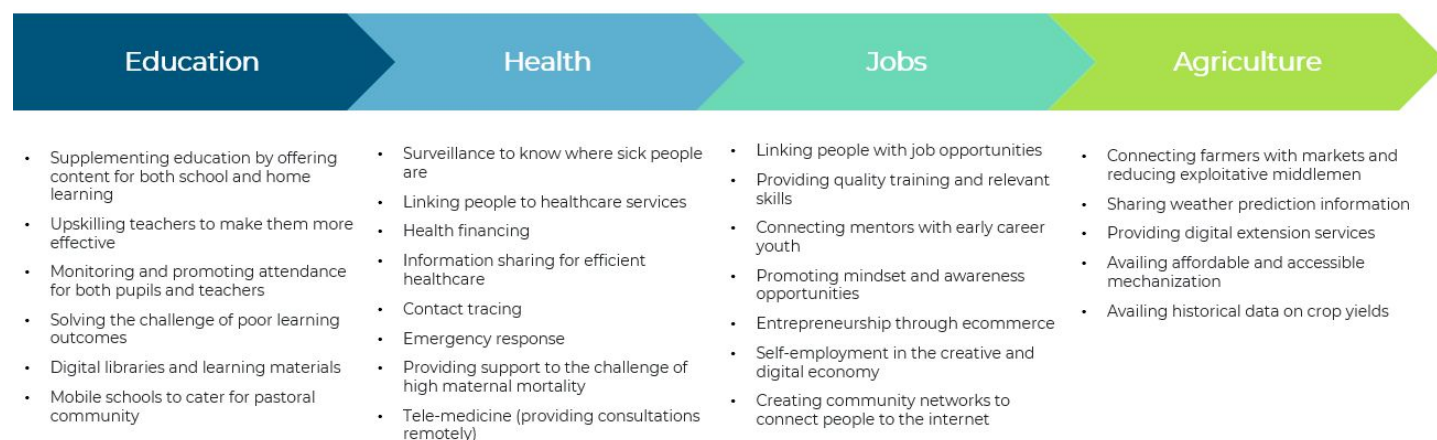 Education
Health
Jobs
Agriculture
• Supplementing education by offering
content for both school and home
learning
• Upskilling teachers to make them more
effective
• Monitoring and promoting attendance
for both pupils and teachers
• Solving the challenge of poor learning
outcomes
• Digital libraries and learning materials
• Mobile schools to cater for pastoral
community
• Surveillance to know where sick people
are
• Linking people to healthcare services
• Health financing
• Information sharing for efficient
healthcare
• Contact tracing
• Emergency response
• Providing support to the challenge of
high maternal mortality
• Tele-medicine (providing consultations
remotely)
• Linking people with job opportunities
• Providing quality training and relevant
skills
• Connecting mentors with early career
youth
• Promoting mindset and awareness
opportunities
• Entrepreneurship through ecommerce
• Self-employment in the creative and
digital economy
• Creating community networks to
connect people to the internet
• Connecting farmers with markets and
reducing exploitative middlemen
• Sharing weather prediction information
• Providing digital extension services
• Availing affordable and accessible
mechanization
• Availing historical data on crop yields